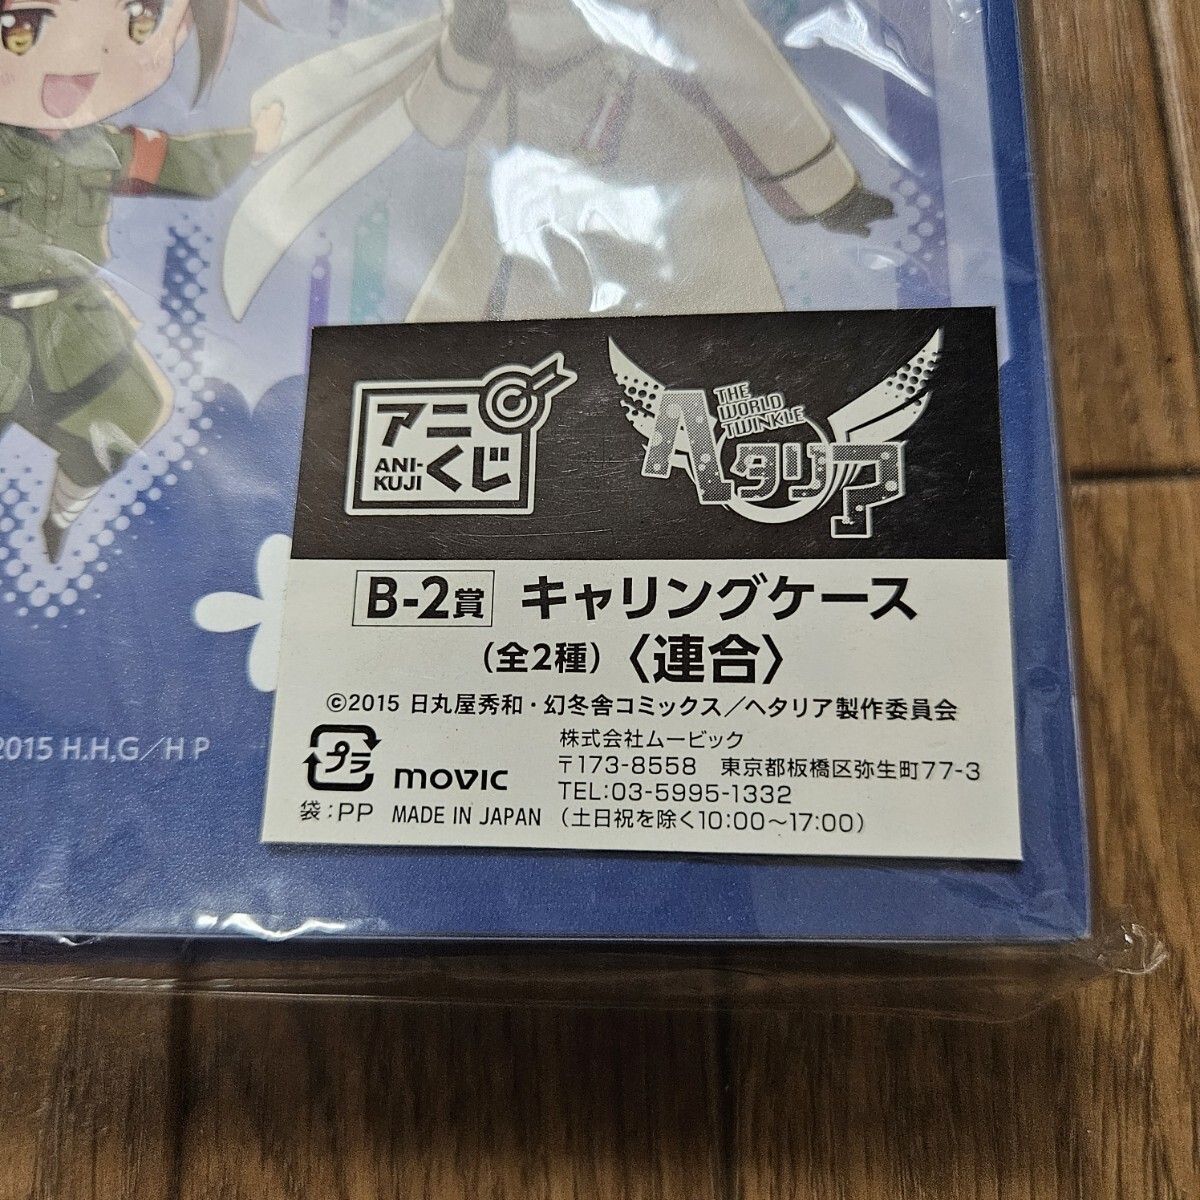 アニくじ
ANI-KUJI
THE WORLD TWINKLE
ヘタリア
B-2賞 キャリングケース
(全2種)〈連合〉
©2015 日丸屋秀和・幻冬舎コミックス/ヘタリア製作委員会
2015 H.H,G/H P
プラ
袋:PP
movic
MADE IN JAPAN
株式会社ムービック
〒173-8558 東京都板橋区弥生町77-3
TEL:03-5995-1332
(土日祝を除く10:00~17:00)